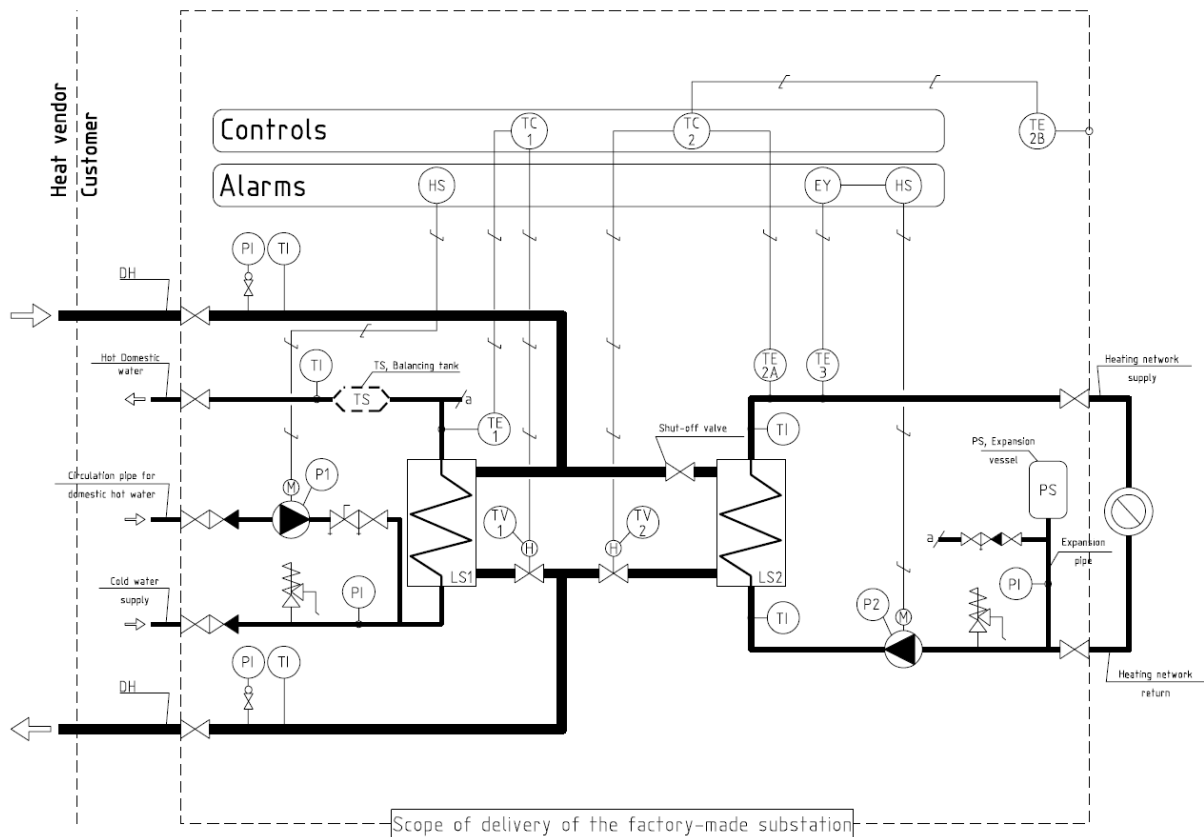 Heat vendor
Customer
Controls
TC
1
TC
2
TE
2B
Alarms
HS
EY
HS
PI
TI
DH
Hot Domestic
water
TI
TS, Balancing tank
TS
a
TE
1
TE
2A
TE
3
Heating network
supply
Shut-off valve
TI
PS, Expansion
vessel
PS
Circulation pipe for
domestic hot water
M
P1
TV
1
H
TV
2
H
a
Expansion
pipe
LS1
LS2
Cold water
supply
PI
PI
TI
P2
M
PI
TI
DH
Heating network
return
Scope of delivery of the factory-made substation